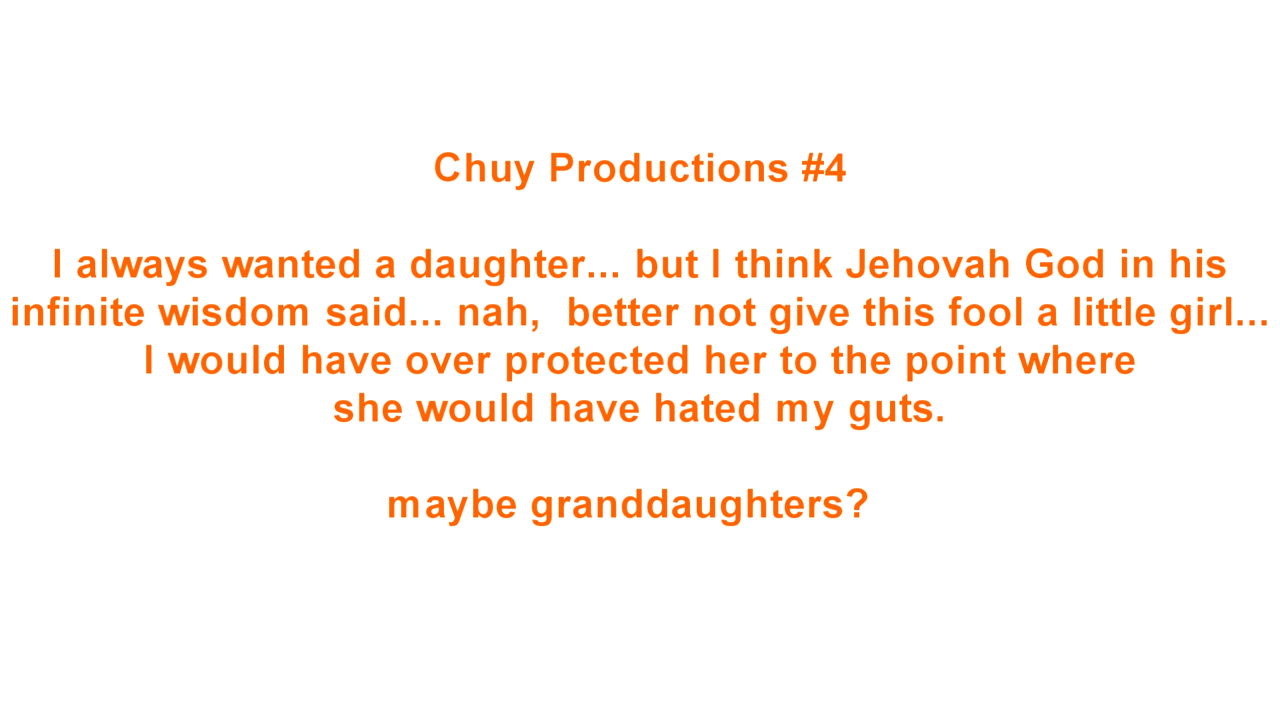 Chuy Productions #4
I always wanted a daughter... but I think Jehovah God in his
infinite wisdom said... nah,  better not give this fool a little girl...
I would have over protected her to the point where
she would have hated my guts.
maybe granddaughters?